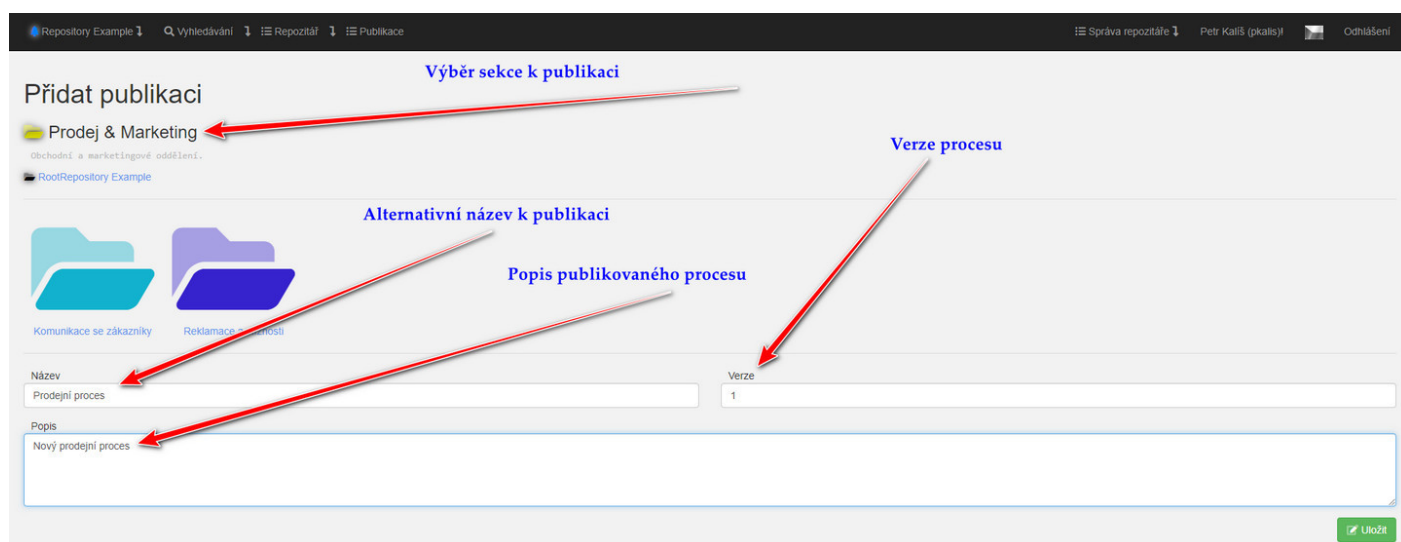 Repository Example Vyhledávání Repozitář Publikace Správa repozitáře Petr Kalíš (pkalis)! Odhlášení
Výběr sekce k publikaci
Přidat publikaci
Prodej & Marketing
Verze procesu
Obchodní a marketingové oddělení.
RootRepository Example
Alternativní název k publikaci
Popis publikovaného procesu
Komunikace se zákazníky Reklamace
Název Verze
Prodejní proces 1
Popis
Nový prodejní proces
Uložit